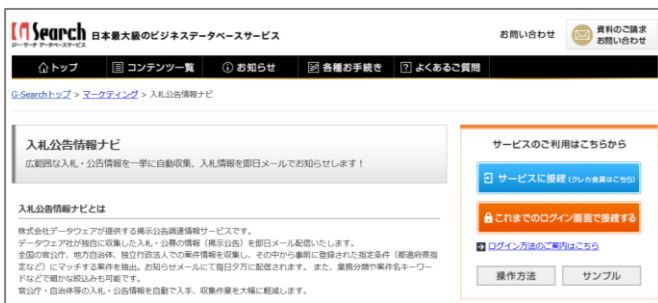 G-Search 日本最大級のビジネスデータベースサービス
ジーサーチ データベースサービス
お問い合わせ
資料のご請求
お問い合わせ
トップ コンテンツ一覧 お知らせ 各種お手続き よくあるご質問
G-Searchトップ > マーケティング > 入札公告情報ナビ
入札公告情報ナビ
広範囲な入札・公告情報を一挙に自動収集、入札情報を即日メールでお知らせします！
サービスのご利用はこちらから
サービスに接続 (クレカ会員はこちら)
これまでのログイン画面で接続する
ログイン方法のご案内はこちら
操作方法 サンプル
入札公告情報ナビとは
株式会社データウェアが提供する掲示公告調達情報サービスです。
データウェア社が独自に収集した入札・公募の情報（掲示公告）を即日メール配信いたします。
全国の官公庁、地方自治体、独立行政法人での案件情報を収集し、その中から事前に登録された指定条件（都道府県指
定など）にマッチする案件を抽出。お知らせメールにて毎日夕方に配信されます。 また、業務分類や案件名キーワー
ドなどで細かな絞込みも可能です。
官公庁・自治体等の入札・公告情報を自動で入手、収集作業を大幅に軽減します。